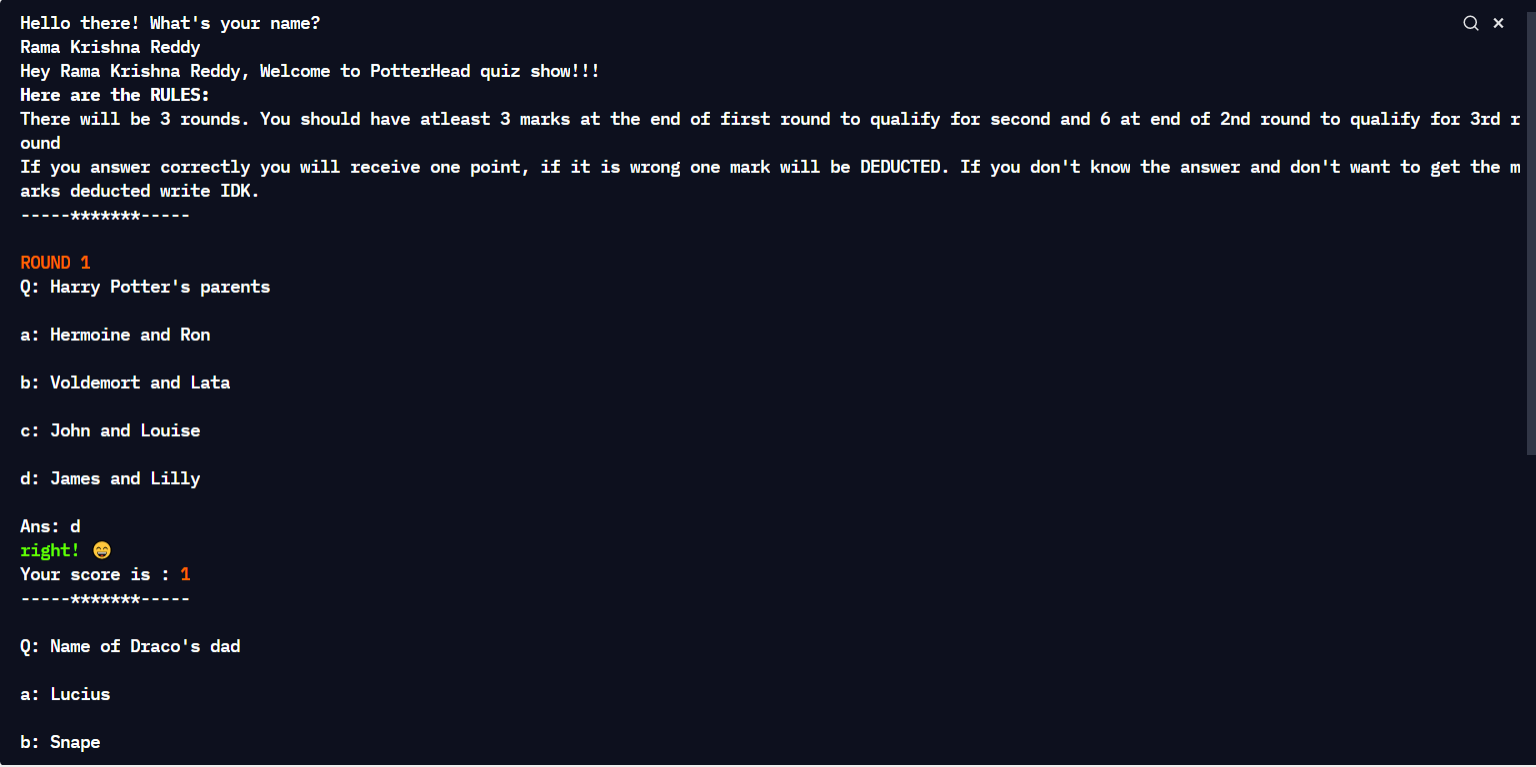 Hello there! What's your name?
Rama Krishna Reddy
Hey Rama Krishna Reddy, Welcome to PotterHead quiz show!!!
Here are the RULES:
There will be 3 rounds. You should have atleast 3 marks at the end of first round to qualify for second and 6 at end of 2nd round to qualify for 3rd r
ound
If you answer correctly you will receive one point, if it is wrong one mark will be DEDUCTED. If you don't know the answer and don't want to get the m
arks deducted write IDK.
-----*******-----
ROUND 1
Q: Harry Potter's parents
a: Hermoine and Ron
b: Voldemort and Lata
c: John and Louise
d: James and Lilly
Ans: d
right! 😄
Your score is : 1
-----*******-----
Q: Name of Draco's dad
a: Lucius
b: Snape